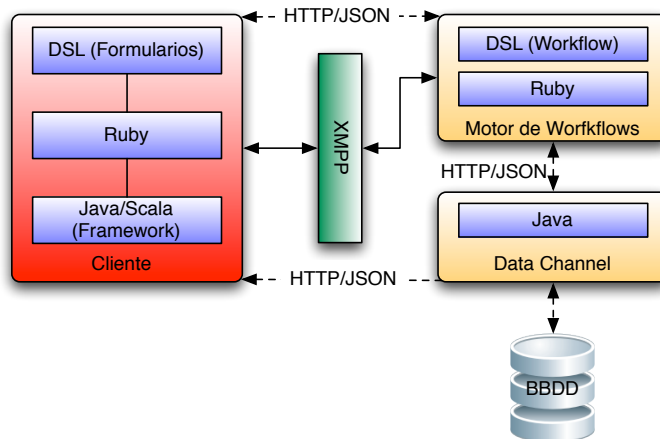 HTTP/JSON
DSL (Formularios)
Ruby
Java/Scala
(Framework)
Cliente
XMPP
DSL (Workflow)
Ruby
Motor de Worfkflows
HTTP/JSON
Java
Data Channel
HTTP/JSON
BBDD